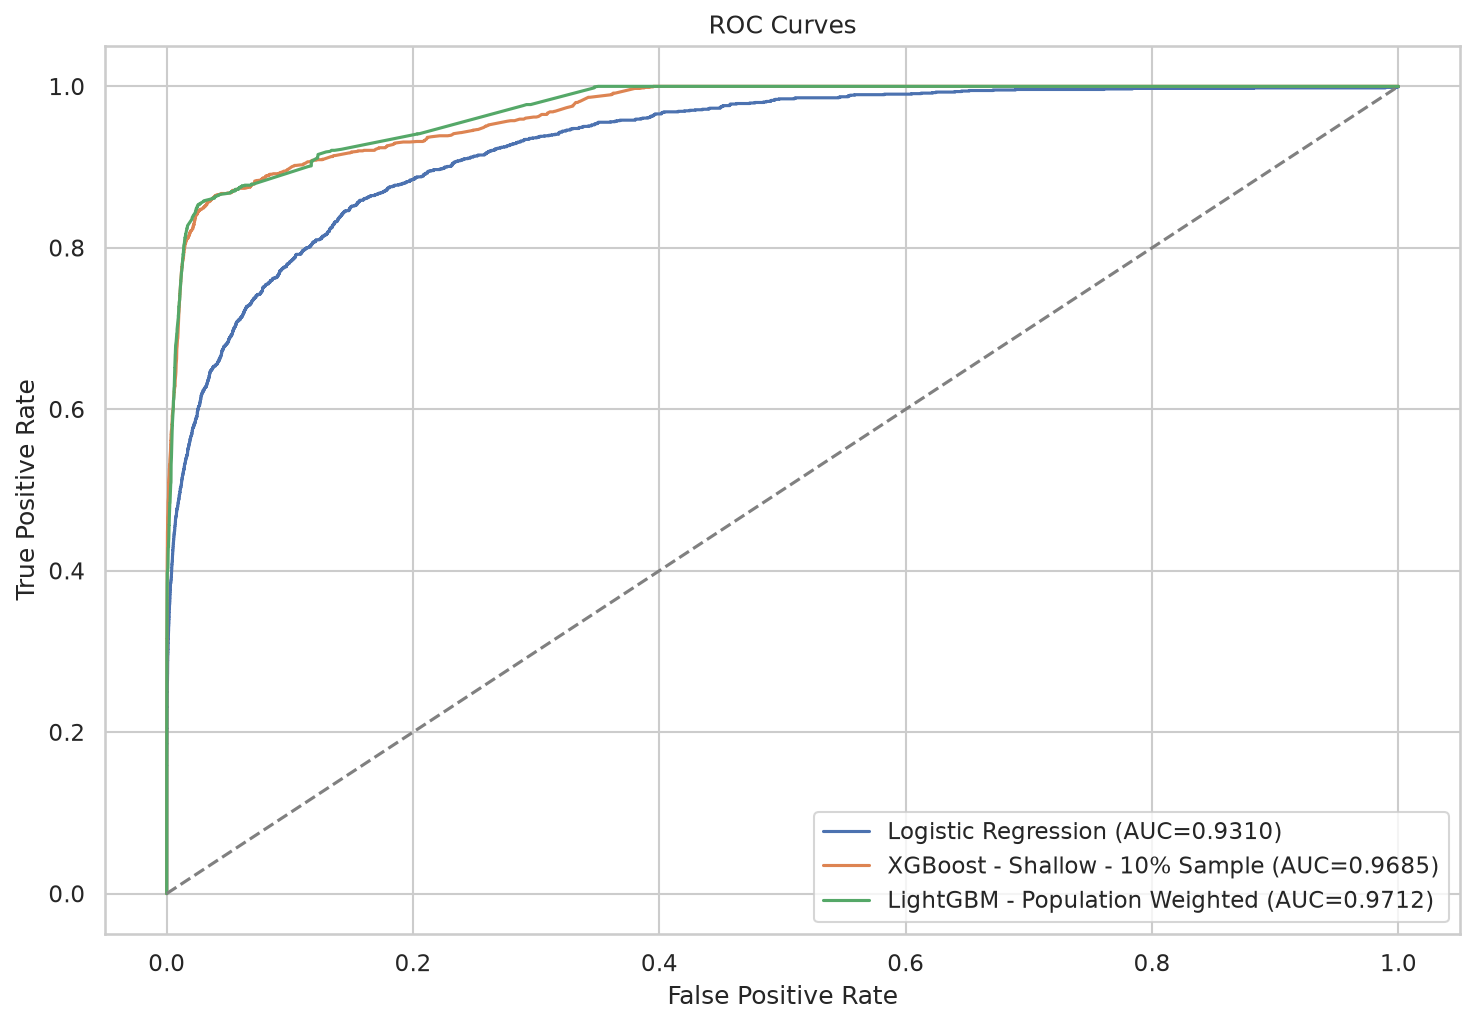 ROC Curves
1.0
0.8
0.6
0.4
0.2
0.0
True Positive Rate
Logistic Regression (AUC=0.9310)
XGBoost - Shallow - 10% Sample (AUC=0.9685)
LightGBM - Population Weighted (AUC=0.9712)
0.0 0.2 0.4 0.6 0.8 1.0
False Positive Rate